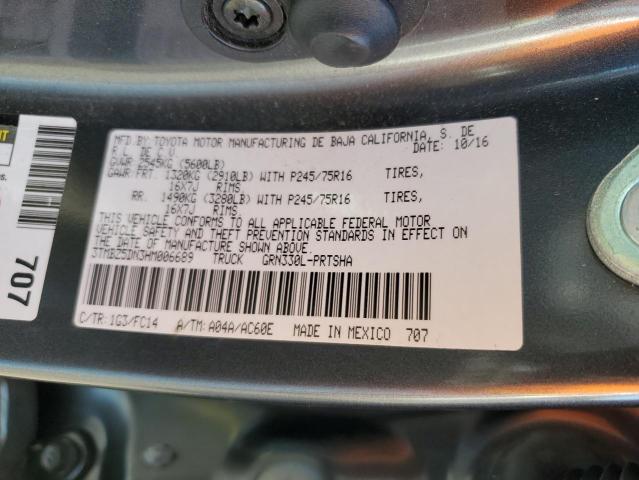 MFD.BY:TOYOTA MOTOR MANUFACTURING DE BAJA CALIFORNIA, S. DE
DATE: 10/16
GVWR 2545KG (5600LB)
GAWR FRT. 1320KG (2910LB) WITH P245/75R16 TIRES,
16X7J RIMS
RR. 1490KG (3280LB) WITH P245/75R16 TIRES,
16X7J RIMS
THIS VEHICLE CONFORMS TO ALL APPLICABLE FEDERAL MOTOR
VEHICLE SAFETY AND THEFT PREVENTION STANDARDS IN EFFECT ON
THE DATE OF MANUFACTURE SHOWN ABOVE.
3TMBZ5DN3HM006689 TRUCK GRN330L-PRTSHA
C/TR: 1G3/FC14 A/TM: A04A/AC60E MADE IN MEXICO 707
707